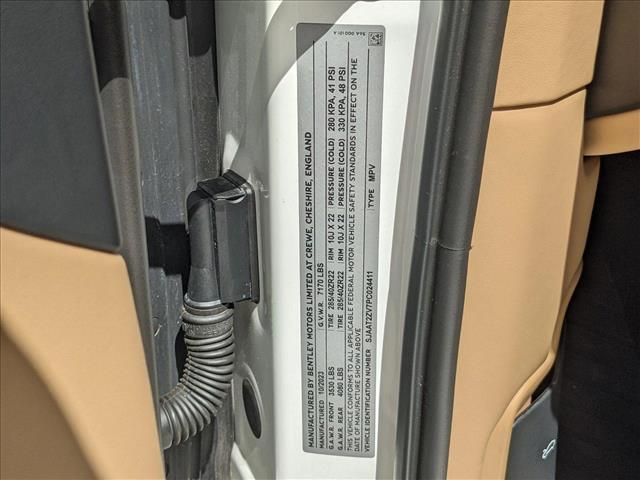 36A 000 121 A
MANUFACTURED BY BENTLEY MOTORS LIMITED AT CREWE, CHESHIRE, ENGLAND
MANUFACTURED 10/2023 G.V.W.R. 7170 LBS
G.A.W.R. FRONT 3530 LBS TIRE 285/40ZR22 RIM 10J X 22 PRESSURE (COLD) 280 KPA, 41 PSI
G.A.W.R. REAR 4080 LBS TIRE 285/40ZR22 RIM 10J X 22 PRESSURE (COLD) 330 KPA, 48 PSI
THIS VEHICLE CONFORMS TO ALL APPLICABLE FEDERAL MOTOR VEHICLE SAFETY STANDARDS IN EFFECT ON THE
DATE OF MANUFACTURE SHOWN ABOVE
VEHICLE IDENTIFICATION NUMBER SJAAT2ZV7PC024411 TYPE MPV